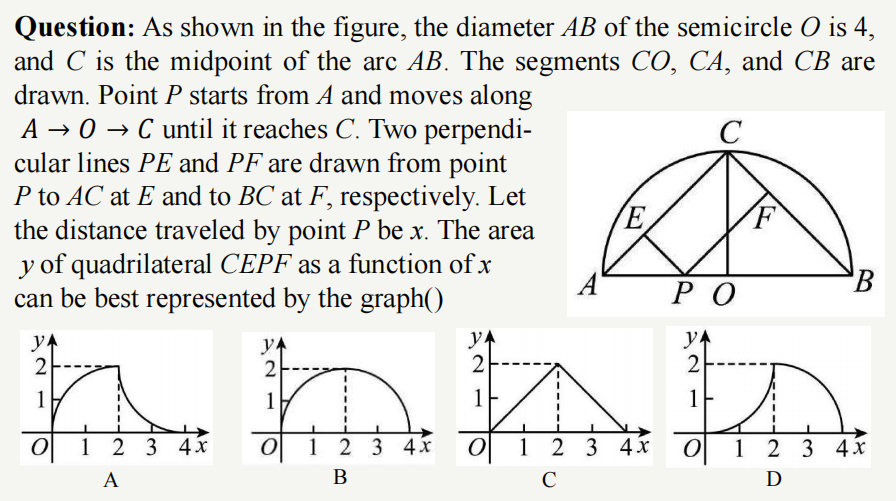 Question: As shown in the figure, the diameter AB of the semicircle O is 4,
and C is the midpoint of the arc AB. The segments CO, CA, and CB are
drawn. Point P starts from A and moves along
A → O → C until it reaches C. Two perpendi-
cular lines PE and PF are drawn from point
P to AC at E and to BC at F, respectively. Let
the distance traveled by point P be x. The area
y of quadrilateral CEPF as a function of x
can be best represented by the graph()
C
E F
A P O B
y y y y
2 2 2 2
1 1 1 1
O 1 2 3 4 x O 1 2 3 4 x O 1 2 3 4 x O 1 2 3 4 x
A B C D